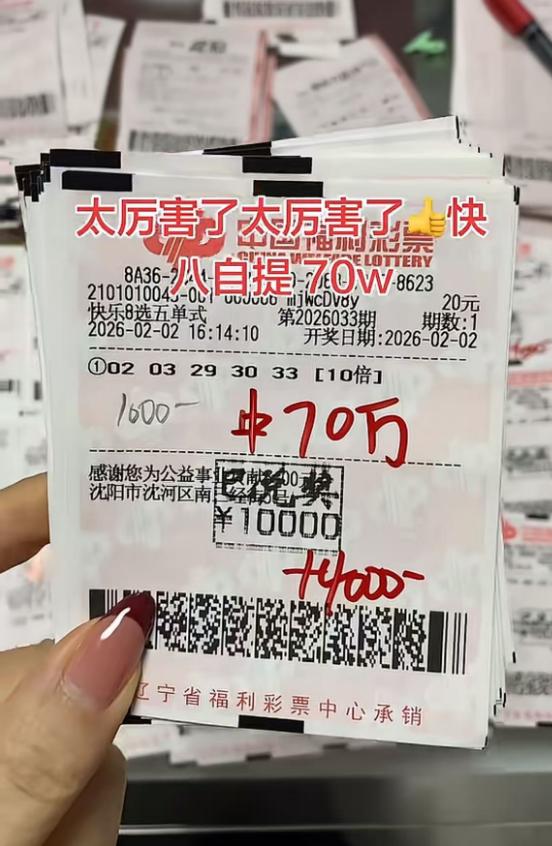 太厉害了太厉害了👍快
八自提 70w
中国福利彩票
CHINA WELFARE LOTTERY
8623
mjwcDV8y 20元
快乐8选五单式 第2026033期 期数:1
2026-02-02 16:14:10 开奖日期:2026-02-02
①02 03 29 30 33 [10倍]
1000-
中70万
感谢您为公益事业
沈阳市沈河区南
已兑奖
¥10000
+4000-
辽宁省福利彩票中心承销